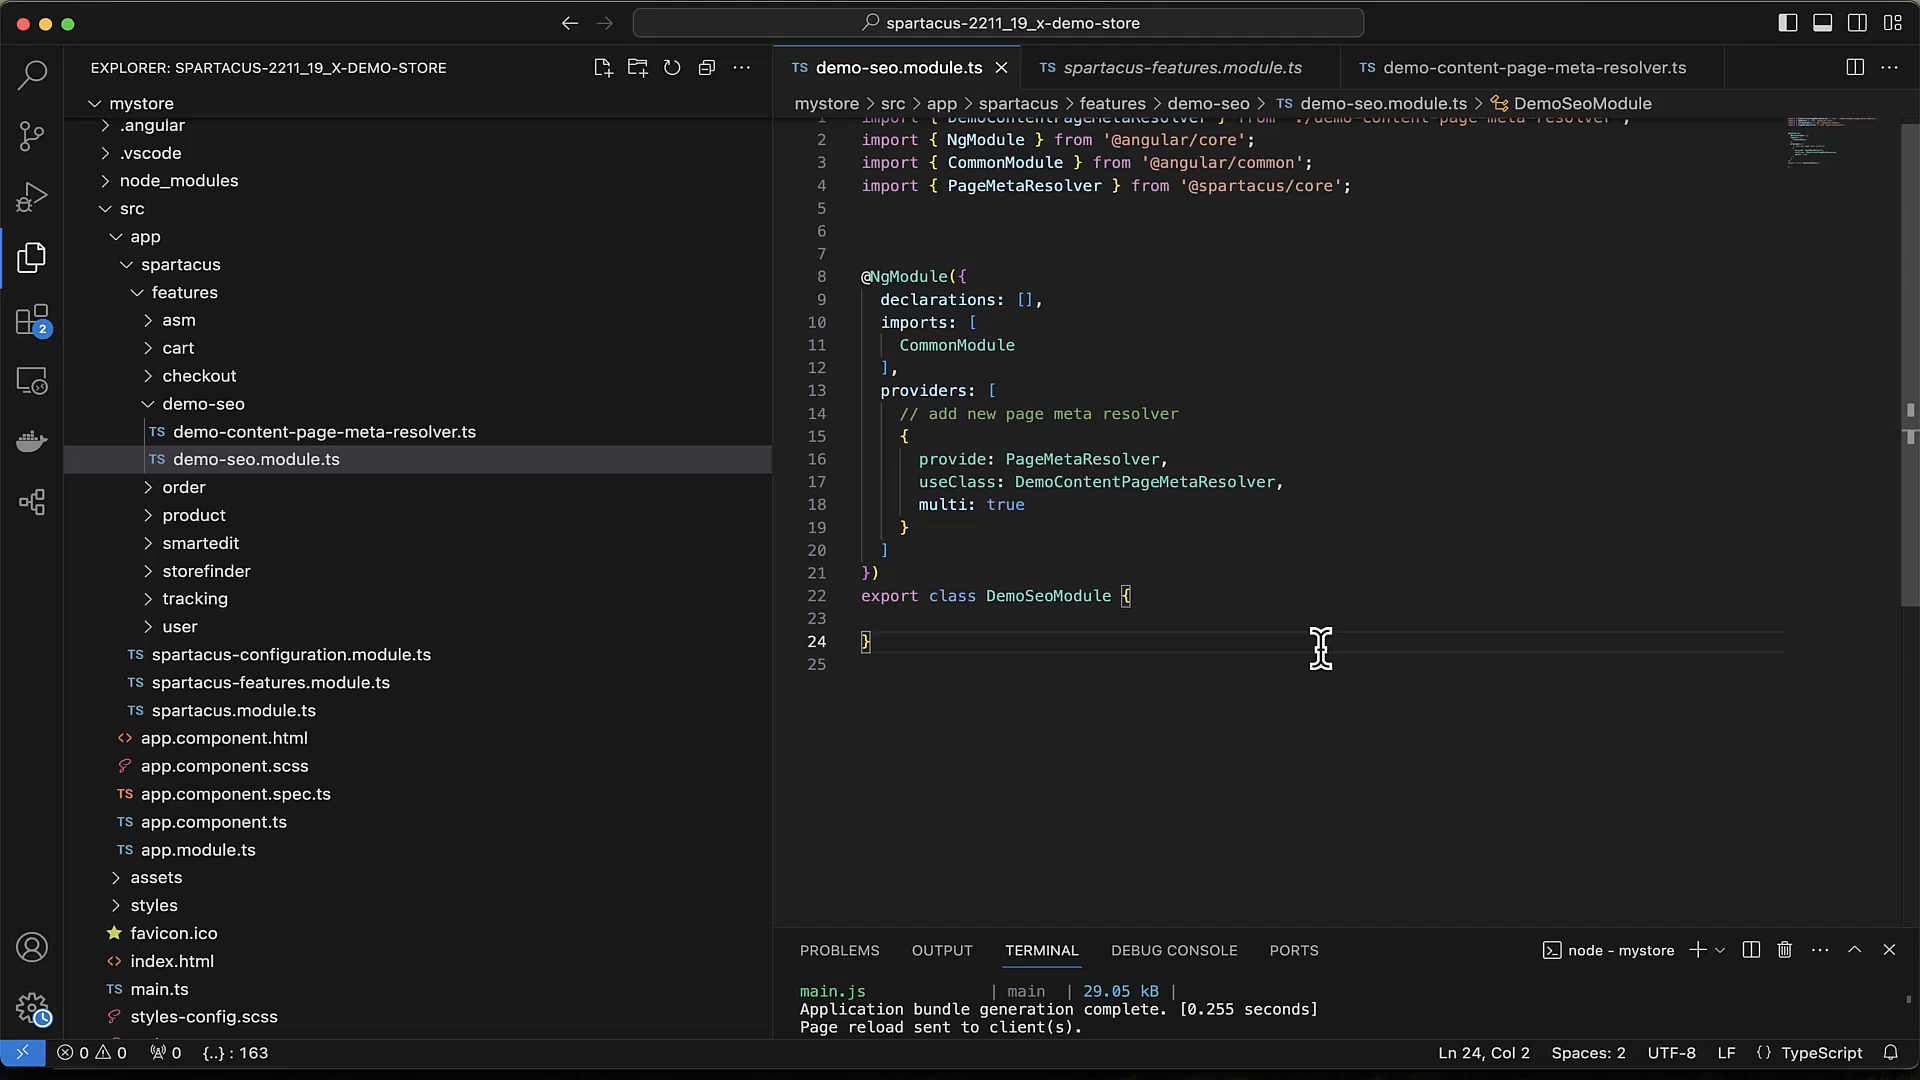 spartacus-2211_19_x-demo-store
EXPLORER: SPARTACUS-2211_19_X-DEMO-STORE
mystore
.angular
.vscode
node_modules
src
app
spartacus
features
asm
cart
checkout
demo-seo
TS demo-content-page-meta-resolver.ts
TS demo-seo.module.ts
order
product
smartedit
storefinder
tracking
user
TS spartacus-configuration.module.ts
TS spartacus-features.module.ts
TS spartacus.module.ts
<> app.component.html
app.component.scss
TS app.component.spec.ts
TS app.component.ts
TS app.module.ts
assets
styles
favicon.ico
<> index.html
TS main.ts
styles-config.scss
2
TS demo-seo.module.ts
TS spartacus-features.module.ts
TS demo-content-page-meta-resolver.ts
mystore > src > app > spartacus > features > demo-seo > TS demo-seo.module.ts > DemoSeoModule
1 import { DemoContentPageMetaResolver } from './demo-content-page-meta-resolver';
2 import { NgModule } from '@angular/core';
3 import { CommonModule } from '@angular/common';
4 import { PageMetaResolver } from '@spartacus/core';
5
6
7
8 @NgModule({
9 declarations: [],
10 imports: [
11 CommonModule
12 ],
13 providers: [
14 // add new page meta resolver
15 {
16 provide: PageMetaResolver,
17 useClass: DemoContentPageMetaResolver,
18 multi: true
19 }
20 ]
21 })
22 export class DemoSeoModule {
23
24 }
25
PROBLEMS OUTPUT TERMINAL DEBUG CONSOLE PORTS
node - mystore
main.js | main | 29.05 kB |
Application bundle generation complete. [0.255 seconds]
Page reload sent to client(s).
0 0 0 {..} : 163
Ln 24, Col 2 Spaces: 2 UTF-8 LF {} TypeScript